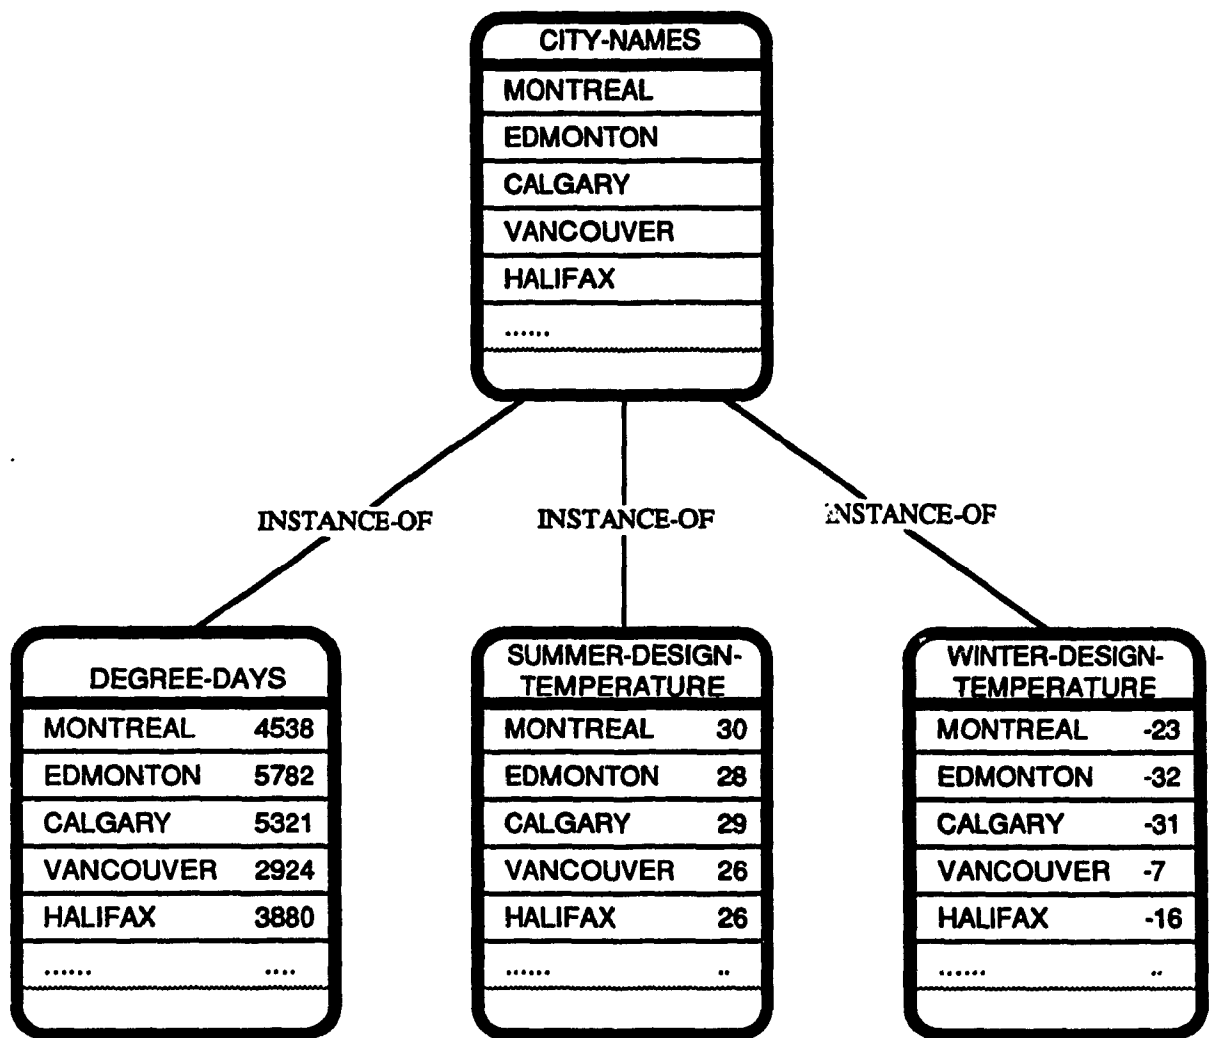 CITY-NAMES
MONTREAL
EDMONTON
CALGARY
VANCOUVER
HALIFAX
......
INSTANCE-OF
INSTANCE-OF
INSTANCE-OF
DEGREE-DAYS
MONTREAL 4538
EDMONTON 5782
CALGARY 5321
VANCOUVER 2924
HALIFAX 3880
...... ....
SUMMER-DESIGN-
TEMPERATURE
MONTREAL 30
EDMONTON 28
CALGARY 29
VANCOUVER 26
HALIFAX 26
...... ..
WINTER-DESIGN-
TEMPERATURE
MONTREAL -23
EDMONTON -32
CALGARY -31
VANCOUVER -7
HALIFAX -16
...... ..